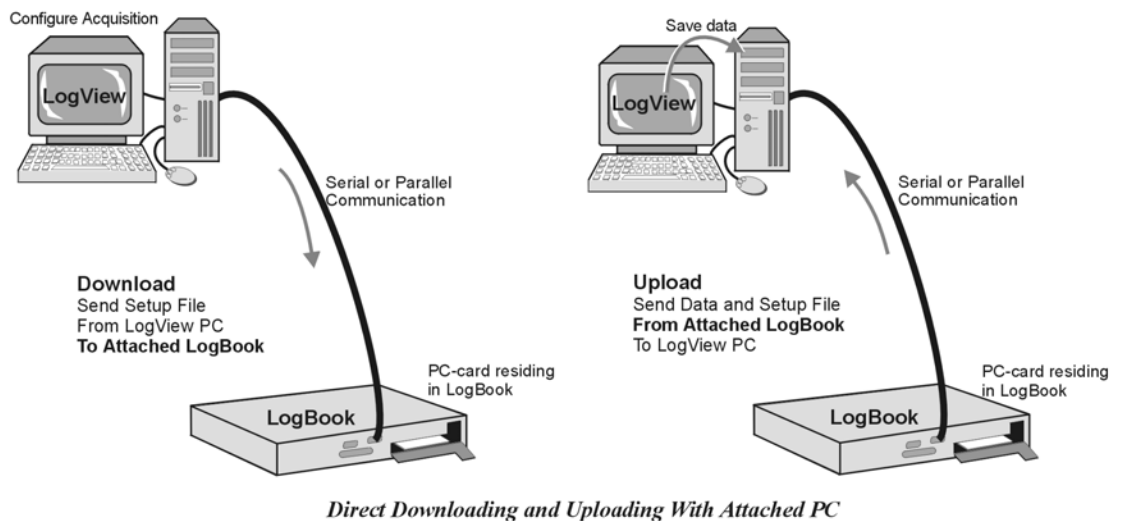 Configure Acquisition
LogView
Serial or Parallel
Communication
Download
Send Setup File
From LogView PC
To Attached LogBook
PC-card residing
in LogBook
LogBook
Save data
LogView
Serial or Parallel
Communication
Upload
Send Data and Setup File
From Attached LogBook
To LogView PC
PC-card residing
in LogBook
LogBook
Direct Downloading and Uploading With Attached PC